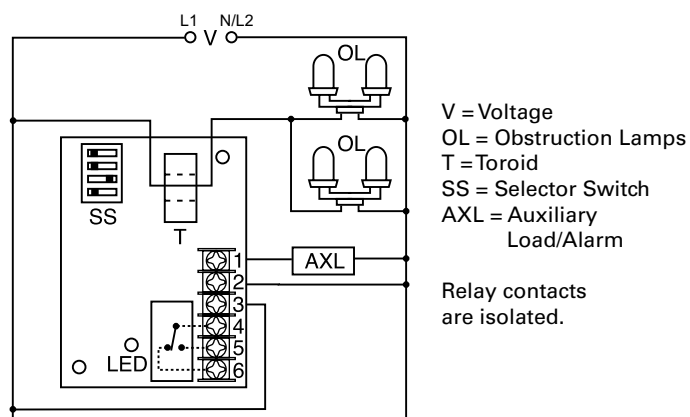 L1 V N/L2
OL
OL
SS
T
1
AXL
2
3
4
5
6
LED
V = Voltage
OL = Obstruction Lamps
T = Toroid
SS = Selector Switch
AXL = Auxiliary
Load/Alarm
Relay contacts
are isolated.